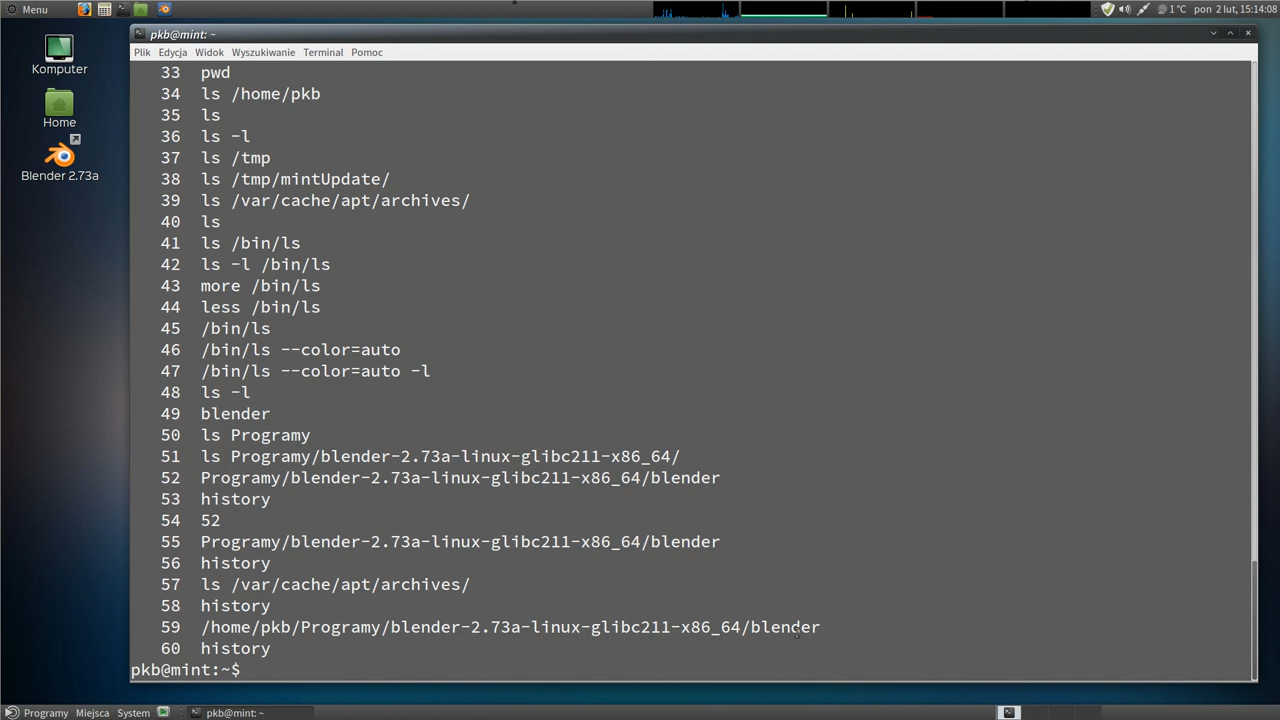 Menu
1 °C pon 2 lut, 15:14:08
pkb@mint: ~
Plik Edycja Widok Wyszukiwanie Terminal Pomoc
Komputer
Home
Blender 2.73a
33 pwd
34 ls /home/pkb
35 ls
36 ls -l
37 ls /tmp
38 ls /tmp/mintUpdate/
39 ls /var/cache/apt/archives/
40 ls
41 ls /bin/ls
42 ls -l /bin/ls
43 more /bin/ls
44 less /bin/ls
45 /bin/ls
46 /bin/ls --color=auto
47 /bin/ls --color=auto -l
48 ls -l
49 blender
50 ls Programy
51 ls Programy/blender-2.73a-linux-glibc211-x86_64/
52 Programy/blender-2.73a-linux-glibc211-x86_64/blender
53 history
54 52
55 Programy/blender-2.73a-linux-glibc211-x86_64/blender
56 history
57 ls /var/cache/apt/archives/
58 history
59 /home/pkb/Programy/blender-2.73a-linux-glibc211-x86_64/blender
60 history
pkb@mint:~$
Programy Miejsca System pkb@mint: ~